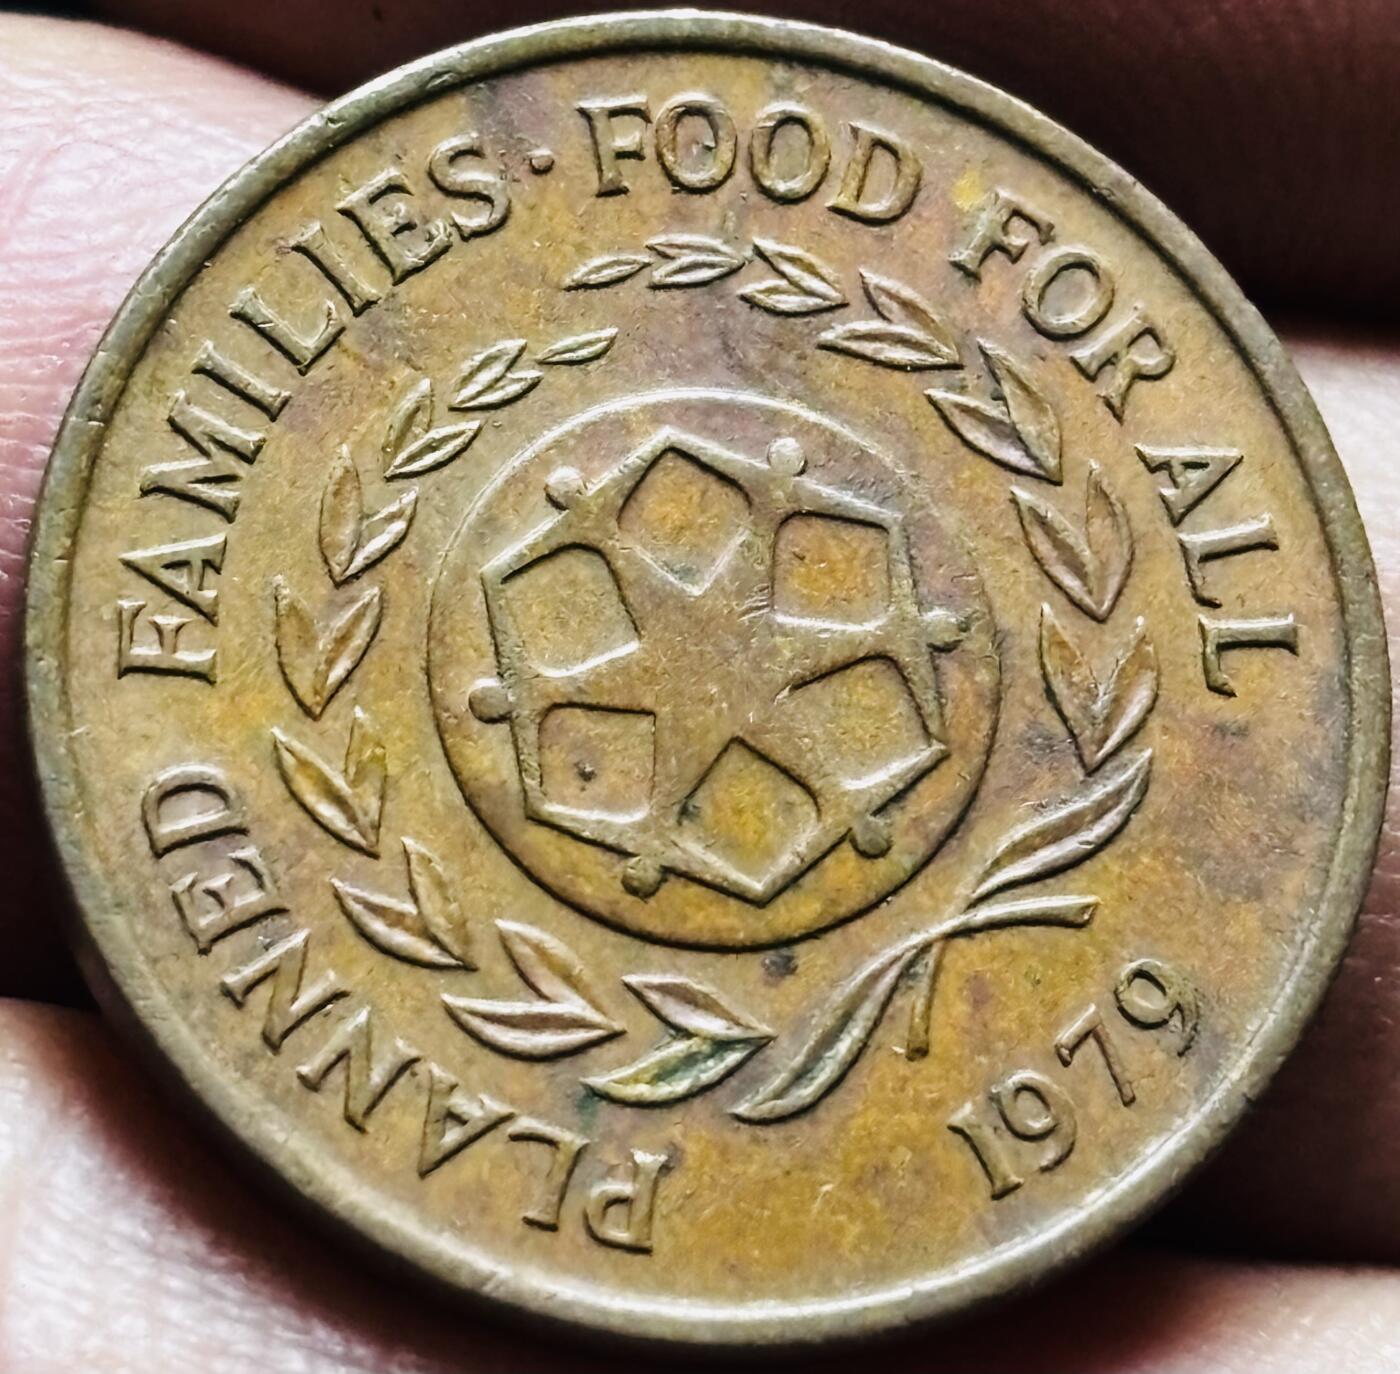 PLANNED FAMILIES · FOOD FOR ALL
1979